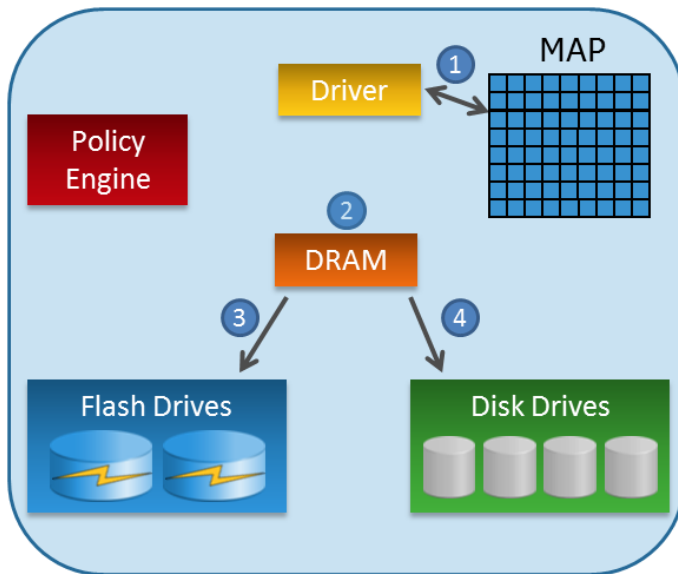 MAP
1
Driver
Policy
Engine
2
DRAM
3
4
Flash Drives
Disk Drives